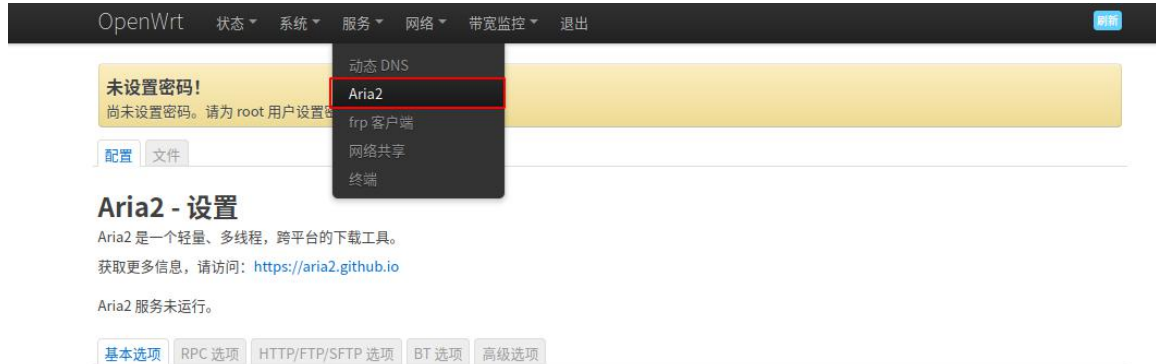 OpenWrt 状态 系统 服务 网络 带宽监控 退出 刷新
动态 DNS
Aria2
frp 客户端
网络共享
终端
未设置密码!
尚未设置密码。请为 root 用户设置
配置 文件
Aria2 - 设置
Aria2 是一个轻量、多线程，跨平台的下载工具。
获取更多信息，请访问：https://aria2.github.io
Aria2 服务未运行。
基本选项 RPC 选项 HTTP/FTP/SFTP 选项 BT 选项 高级选项